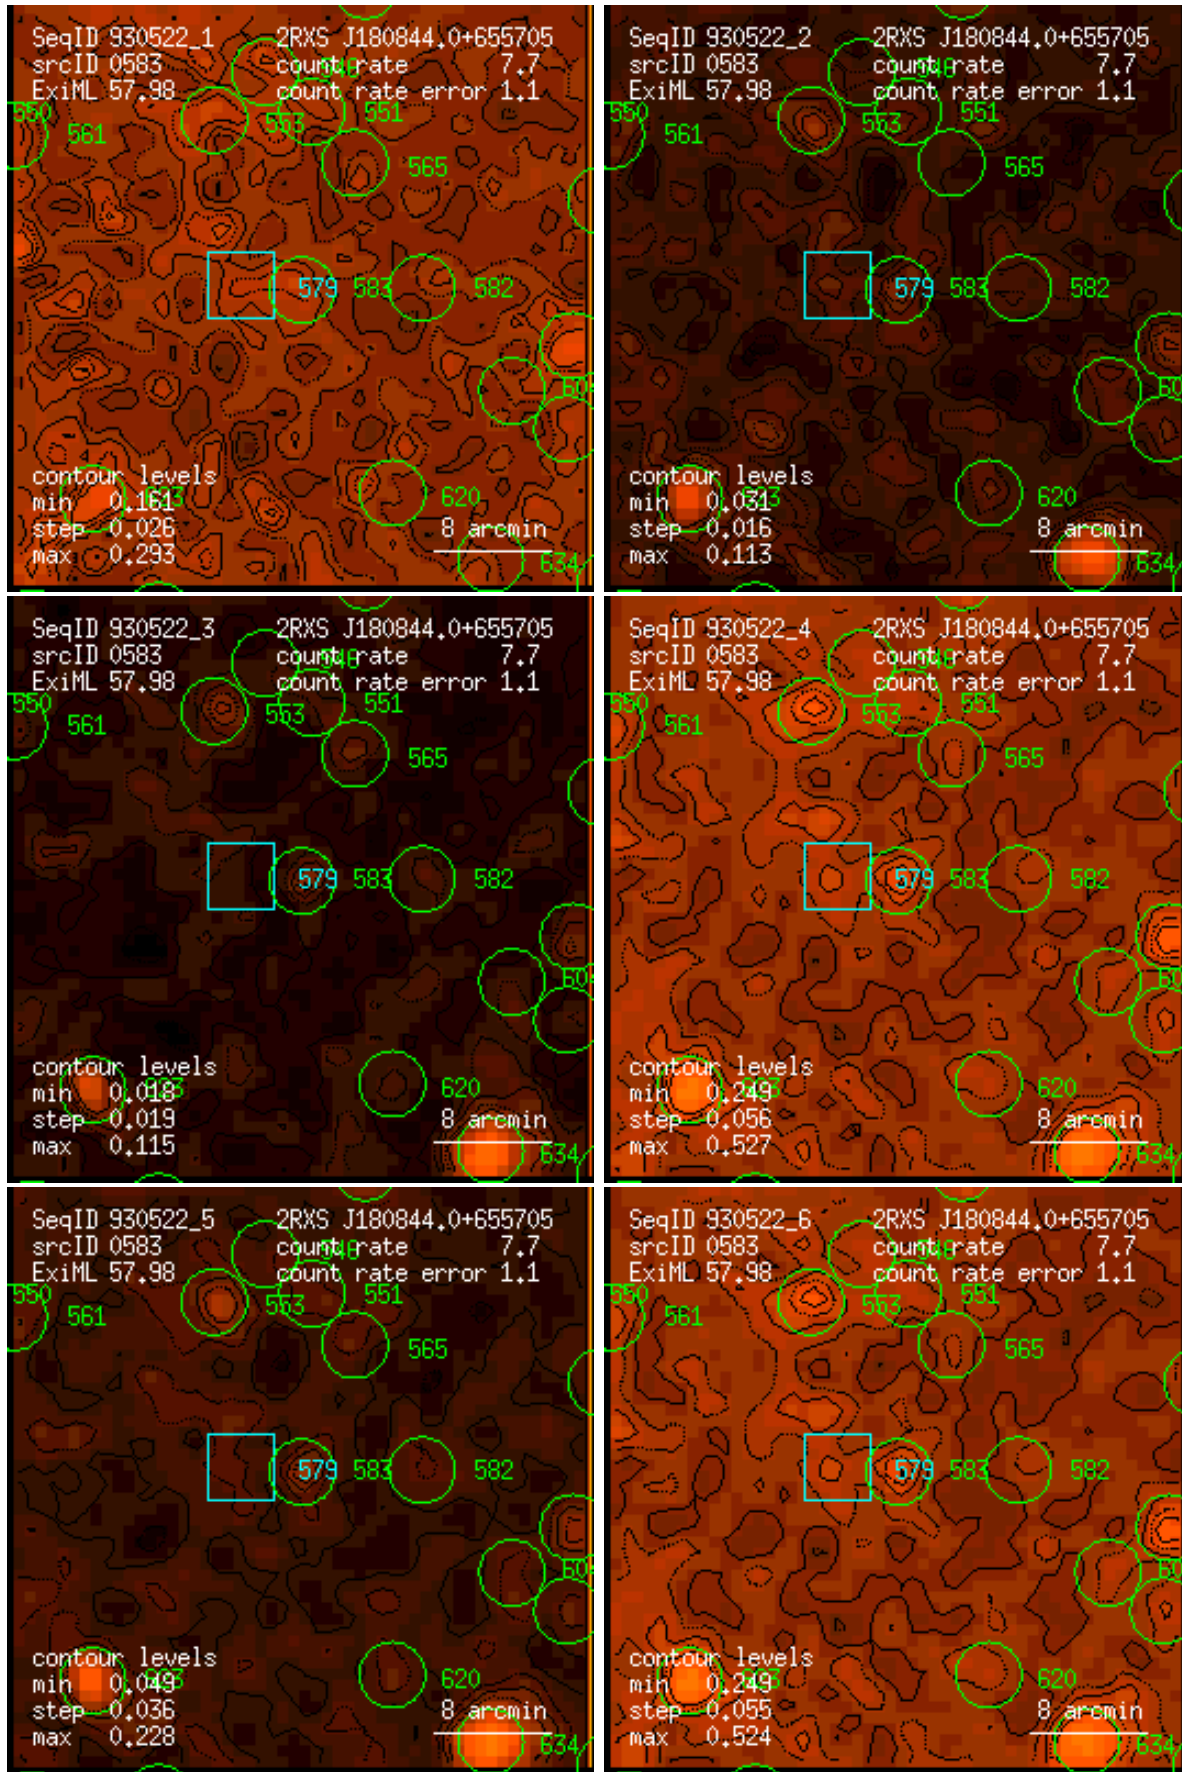 SeqID 930522_1 2RXS J180844.0+655705
srcID 0583 count rate 7.7
ExiML 57.98 count rate error 1.1
550 561 553 551
565
579 583 582
contour levels
min 0.161
step 0.026 620
max 0.293 8 arcmin
634
SeqID 930522_2 2RXS J180844.0+655705
srcID 0583 count rate 7.7
ExiML 57.98 count rate error 1.1
561 553 551
565
579 583 582
contour levels
min 0.031
step 0.016 620
max 0.113 8 arcmin
634
SeqID 930522_3 2RXS J180844.0+655705
srcID 0583 count rate 7.7
ExiML 57.98 count rate error 1.1
550 561 553 551
565
579 583 582
contour levels
min 0.018
step 0.019 620
max 0.115 8 arcmin
634
SeqID 930522_4 2RXS J180844.0+655705
srcID 0583 count rate 7.7
ExiML 57.98 count rate error 1.1
550 561 553 551
565
579 583 582
contour levels
min 0.249
step 0.056 620
max 0.527 8 arcmin
634
SeqID 930522_5 2RXS J180844.0+655705
srcID 0583 count rate 7.7
ExiML 57.98 count rate error 1.1
550 561 553 551
565
579 583 582
contour levels
min 0.049
step 0.036 620
max 0.228 8 arcmin
634
SeqID 930522_6 2RXS J180844.0+655705
srcID 0583 count rate 7.7
ExiML 57.98 count rate error 1.1
550 561 553 551
565
579 583 582
contour levels
min 0.249
step 0.055 620
max 0.524 8 arcmin
634